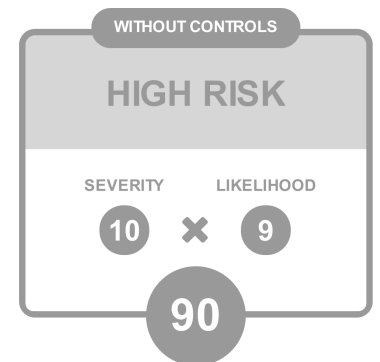 WITHOUT CONTROLS
HIGH RISK
SEVERITY LIKELIHOOD
10 × 9
90